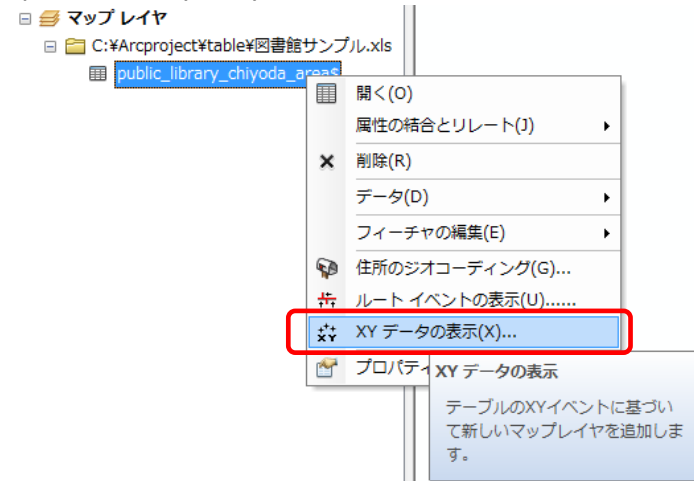 マップ レイヤ
C:¥Arcproject¥table¥図書館サンプル.xls
public_library_chiyoda_area$
開く(O)
属性の結合とリレート(J)
削除(R)
データ(D)
フィーチャの編集(E)
住所のジオコーディング(G)...
ルート イベントの表示(U)......
XY データの表示(X)...
プロパティ
XY データの表示
テーブルのXYイベントに基づい
て新しいマップレイヤを追加しま
す。